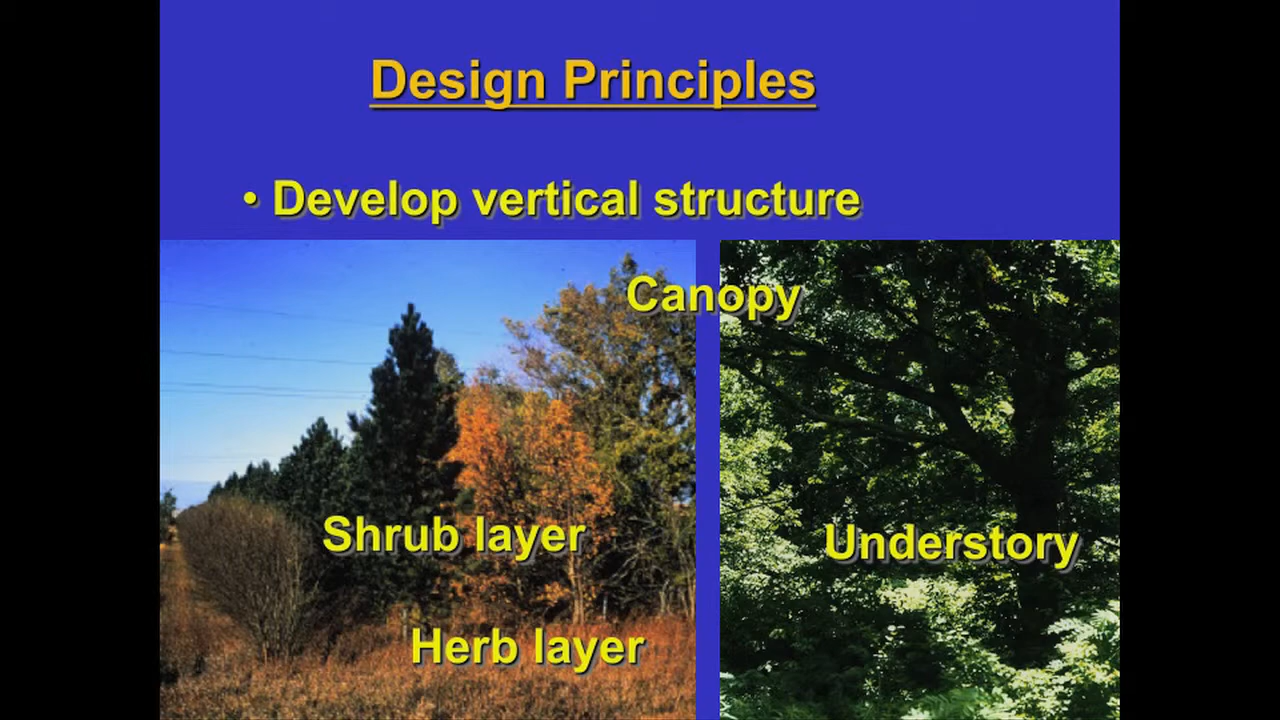 Design Principles
• Develop vertical structure
Canopy
Shrub layer
Understory
Herb layer